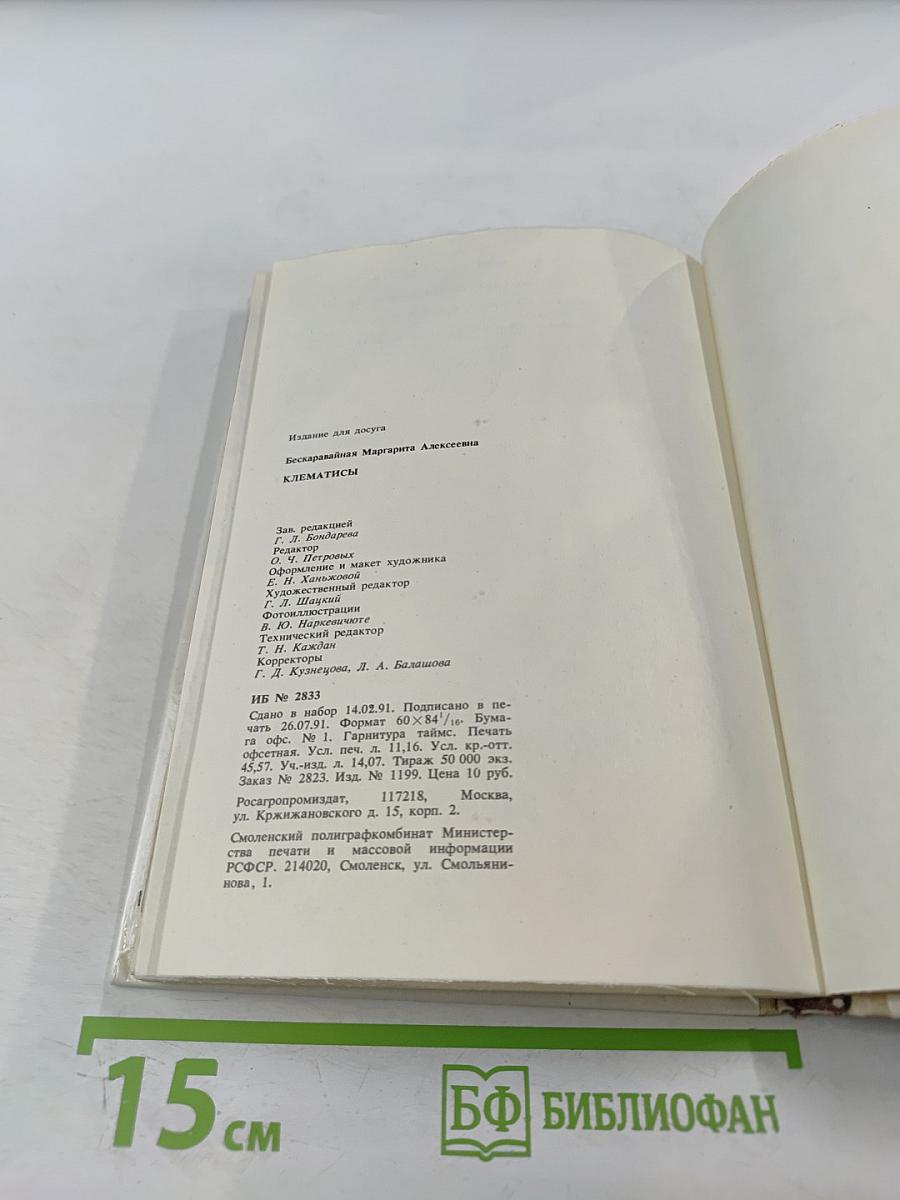 Издание для досуга
Бескаравайная Маргарита Алексеевна
КЛЕМАТИСЫ
Зав. редакцией
Г. Л. Бондарева
Редактор
О. Ч. Петровых
Оформление и макет художника
Е. Н. Ханьжовой
Художественный редактор
Г. Л. Шацкий
Фотоиллюстрации
В. Ю. Наркевичюте
Технический редактор
Т. Н. Каждан
Корректоры
Г. Д. Кузнецова, Л. А. Балашова
ИБ № 2833
Сдано в набор 14.02.91. Подписано в пе-
чать 26.07.91. Формат 60×84¹/₁₆. Бума-
га офс. № 1. Гарнитура таймс. Печать
офсетная. Усл. печ. л. 11,16. Усл. кр.-отт.
45,57. Уч.-изд. л. 14,07. Тираж 50 000 экз.
Заказ № 2823. Изд. № 1199. Цена 10 руб.
Росагропромиздат, 117218, Москва,
ул. Кржижановского д. 15, корп. 2.
Смоленский полиграфкомбинат Министер-
ства печати и массовой информации
РСФСР. 214020, Смоленск, ул. Смольяни-
нова, 1.
15 см
БФ БИБЛИОФАН